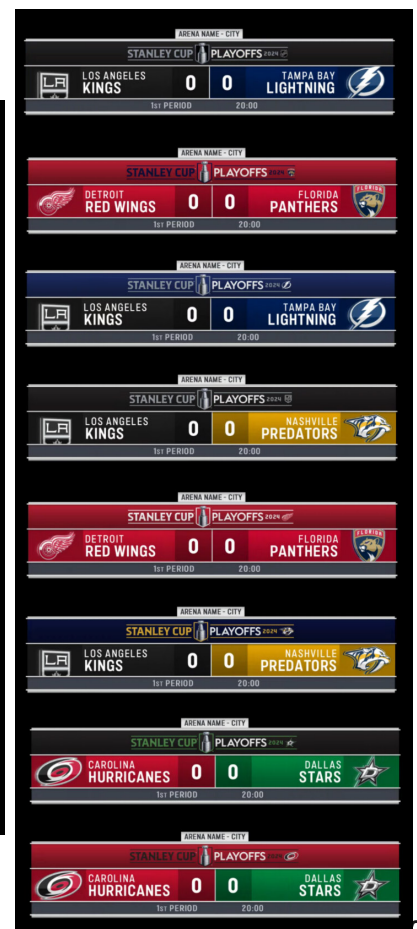 ARENA NAME - CITY
STANLEY CUP PLAYOFFS 2024
LA LOS ANGELES KINGS 0 0 TAMPA BAY LIGHTNING
1ST PERIOD 20:00
ARENA NAME - CITY
STANLEY CUP PLAYOFFS 2024
DETROIT RED WINGS 0 0 FLORIDA PANTHERS FLORIDA
1ST PERIOD 20:00
ARENA NAME - CITY
STANLEY CUP PLAYOFFS 2024
LA LOS ANGELES KINGS 0 0 TAMPA BAY LIGHTNING
1ST PERIOD 20:00
ARENA NAME - CITY
STANLEY CUP PLAYOFFS 2024
LA LOS ANGELES KINGS 0 0 NASHVILLE PREDATORS
1ST PERIOD 20:00
ARENA NAME - CITY
STANLEY CUP PLAYOFFS 2024
DETROIT RED WINGS 0 0 FLORIDA PANTHERS FLORIDA
1ST PERIOD 20:00
ARENA NAME - CITY
STANLEY CUP PLAYOFFS 2024
LA LOS ANGELES KINGS 0 0 NASHVILLE PREDATORS
1ST PERIOD 20:00
ARENA NAME - CITY
STANLEY CUP PLAYOFFS 2024
CAROLINA HURRICANES 0 0 DALLAS STARS
1ST PERIOD 20:00
ARENA NAME - CITY
STANLEY CUP PLAYOFFS 2024
CAROLINA HURRICANES 0 0 DALLAS STARS
1ST PERIOD 20:00